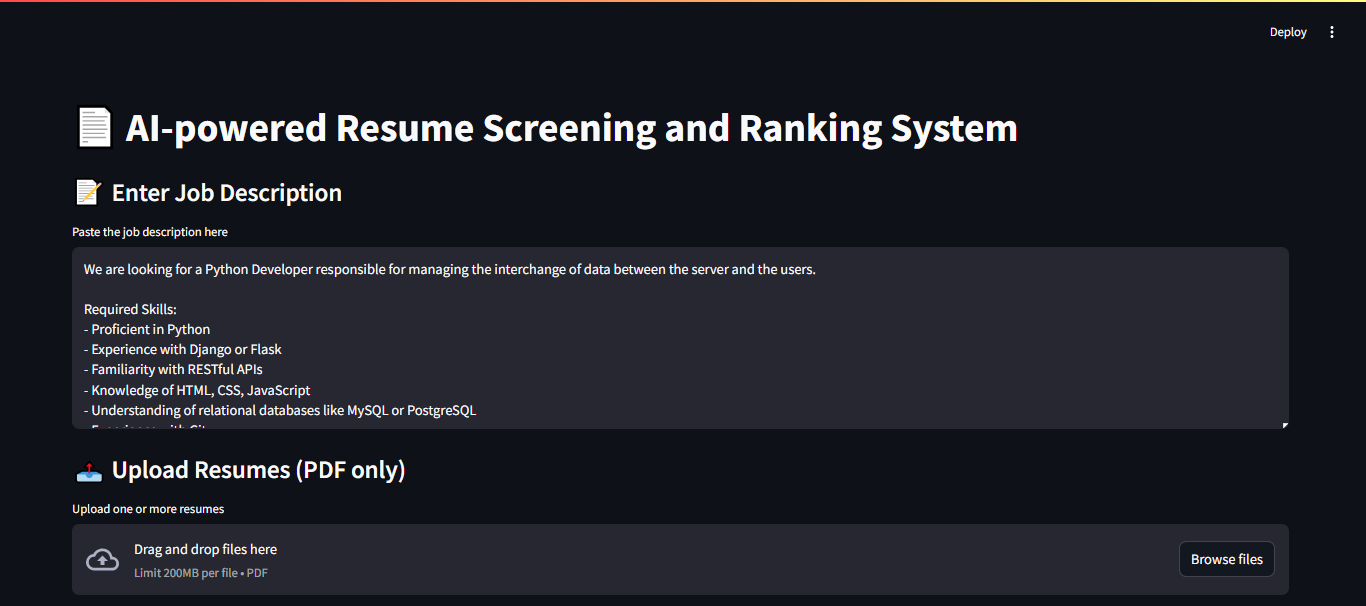 Deploy
AI-powered Resume Screening and Ranking System
Enter Job Description
Paste the job description here
We are looking for a Python Developer responsible for managing the interchange of data between the server and the users.
Required Skills:
- Proficient in Python
- Experience with Django or Flask
- Familiarity with RESTful APIs
- Knowledge of HTML, CSS, JavaScript
- Understanding of relational databases like MySQL or PostgreSQL
Upload Resumes (PDF only)
Upload one or more resumes
Drag and drop files here
Limit 200MB per file • PDF
Browse files